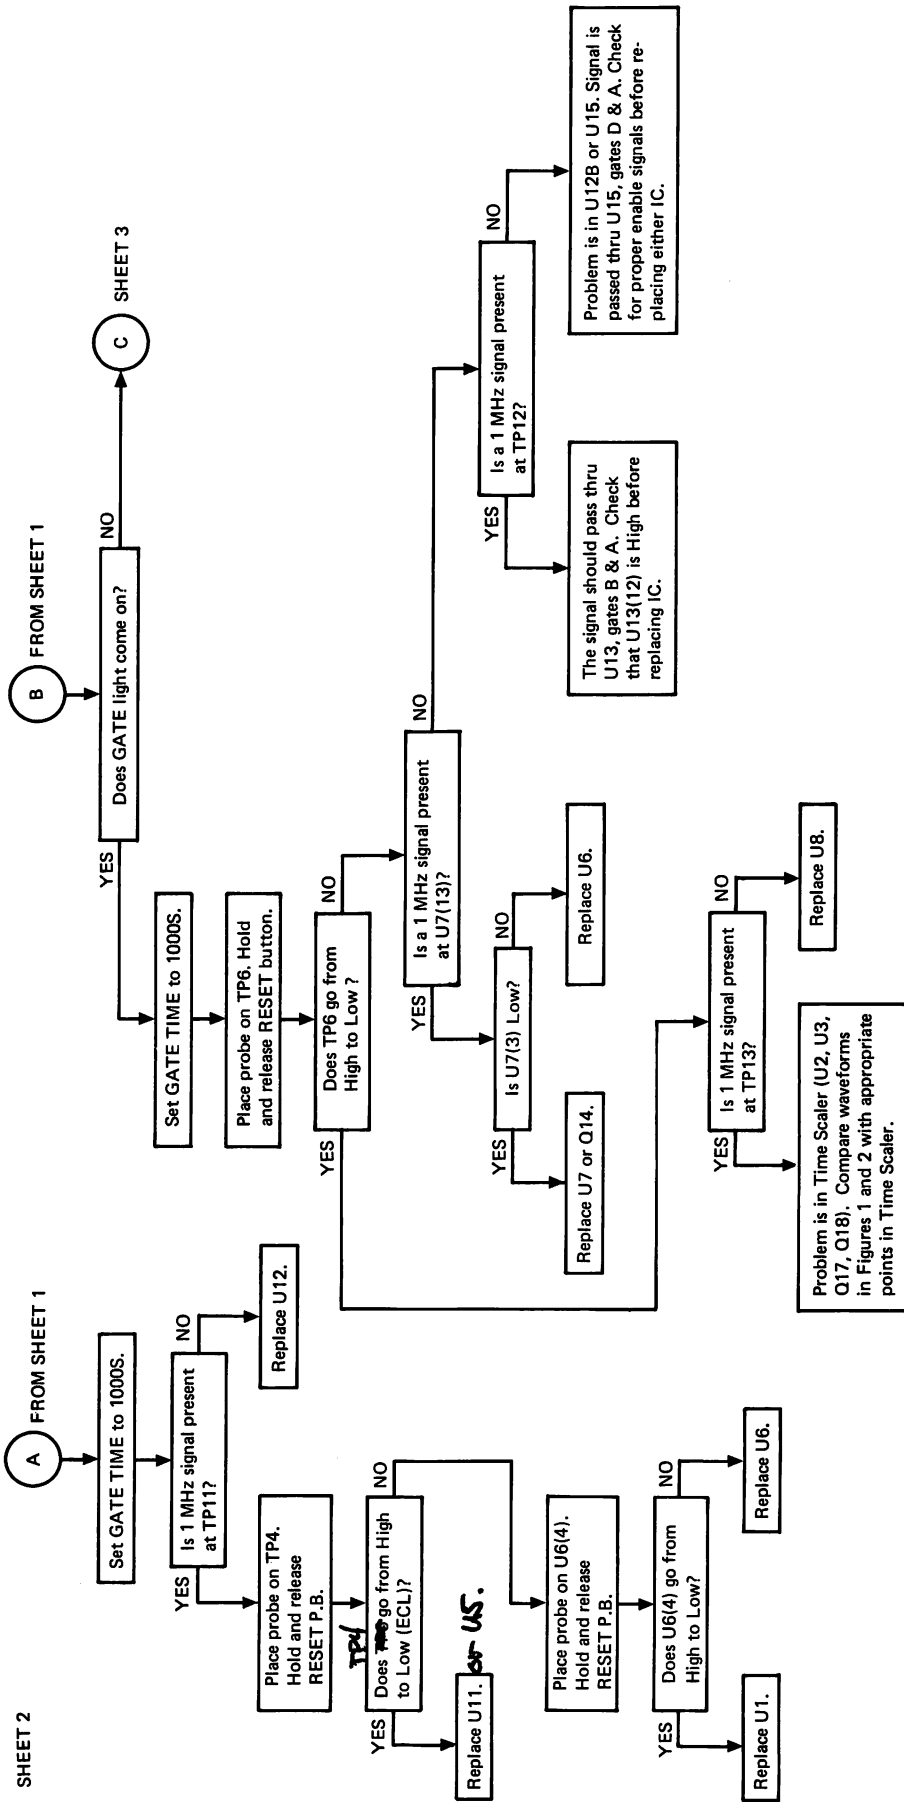 SHEET 2
A
FROM SHEET 1
Set GATE TIME to 1000S.
Is 1 MHz signal present
at TP11?
YES
NO
Replace U12.
Place probe on TP4.
Hold and release
RESET P.B.
TP4
Does go from High
to Low (ECL)?
YES
NO
Replace U11. or U5.
Place probe on U6(4).
Hold and release
RESET P.B.
Does U6(4) go from
High to Low?
YES
NO
Replace U1.
Replace U6.
B
FROM SHEET 1
Does GATE light come on?
YES
NO
C
SHEET 3
Set GATE TIME to 1000S.
Place probe on TP6. Hold
and release RESET button.
Does TP6 go from
High to Low ?
YES
NO
Is a 1 MHz signal present
at U7(13)?
YES
NO
Is U7(3) Low?
YES
NO
Replace U7 or Q14.
Replace U6.
Is a 1 MHz signal present
at TP12?
YES
NO
The signal should pass thru
U13, gates B & A. Check
that U13(12) is High before
replacing IC.
Problem is in U12B or U15. Signal is
passed thru U15, gates D & A. Check
for proper enable signals before re-
placing either IC.
Is 1 MHz signal present
at TP13?
YES
NO
Problem is in Time Scaler (U2, U3,
Q17, Q18). Compare waveforms
in Figures 1 and 2 with appropriate
points in Time Scaler.
Replace U8.